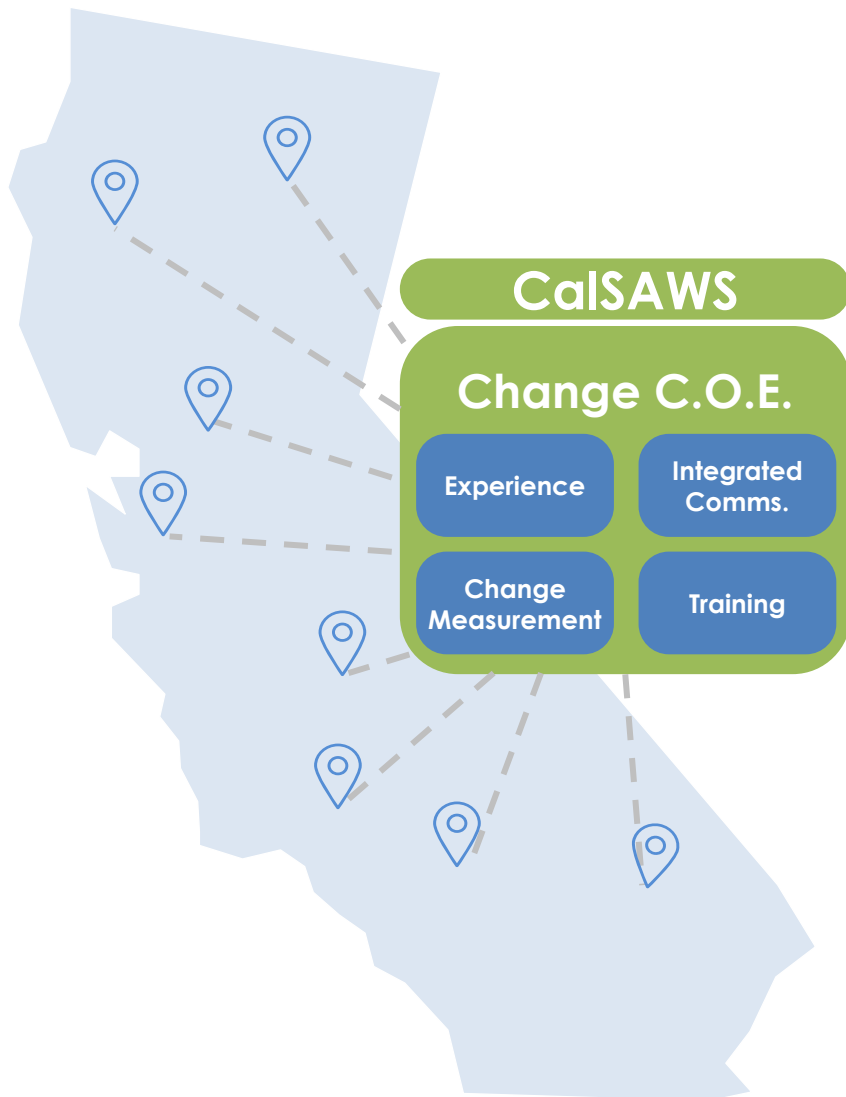 CalSAWS
Change C.O.E.
Experience
Integrated
Comms.
Change
Measurement
Training